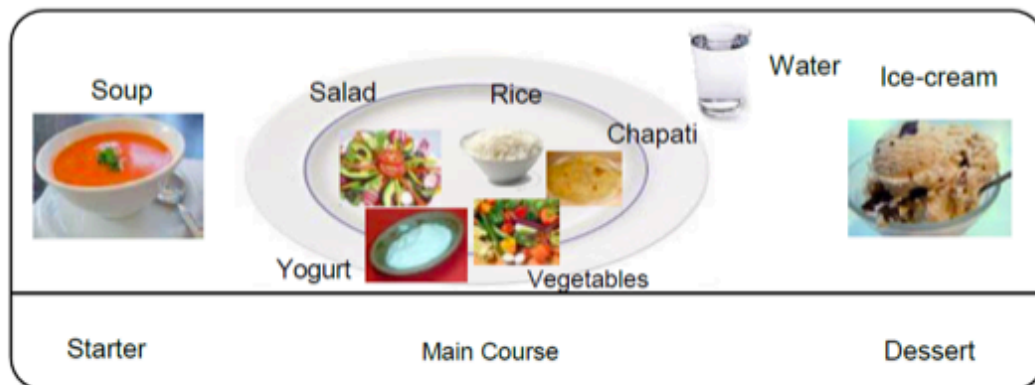 Water
Ice-cream
Soup
Salad
Rice
Chapati
Yogurt
Vegetables
Starter
Main Course
Dessert